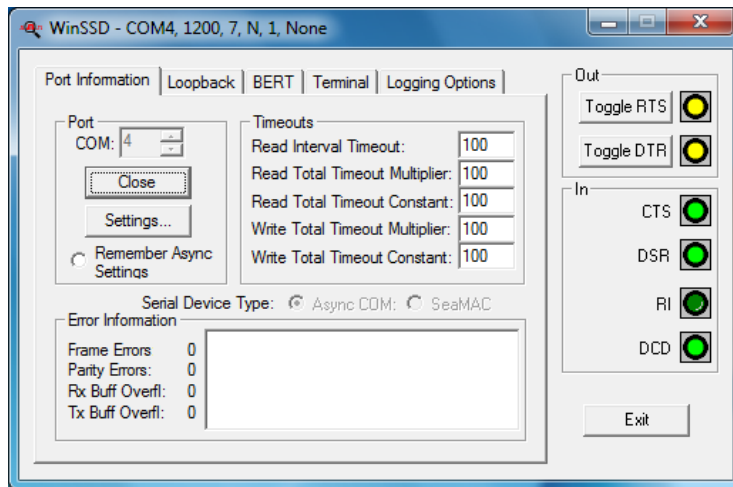 WinSSD - COM4, 1200, 7, N, 1, None
Port Information
Loopback
BERT
Terminal
Logging Options
Port
COM: 4
Close
Settings...
Remember Async
Settings
Timeouts
Read Interval Timeout: 100
Read Total Timeout Multiplier: 100
Read Total Timeout Constant: 100
Write Total Timeout Multiplier: 100
Write Total Timeout Constant: 100
Serial Device Type: Async COM: SeaMAC
Error Information
Frame Errors 0
Parity Errors: 0
Rx Buff Overfl: 0
Tx Buff Overfl: 0
Out
Toggle RTS
Toggle DTR
In
CTS
DSR
RI
DCD
Exit